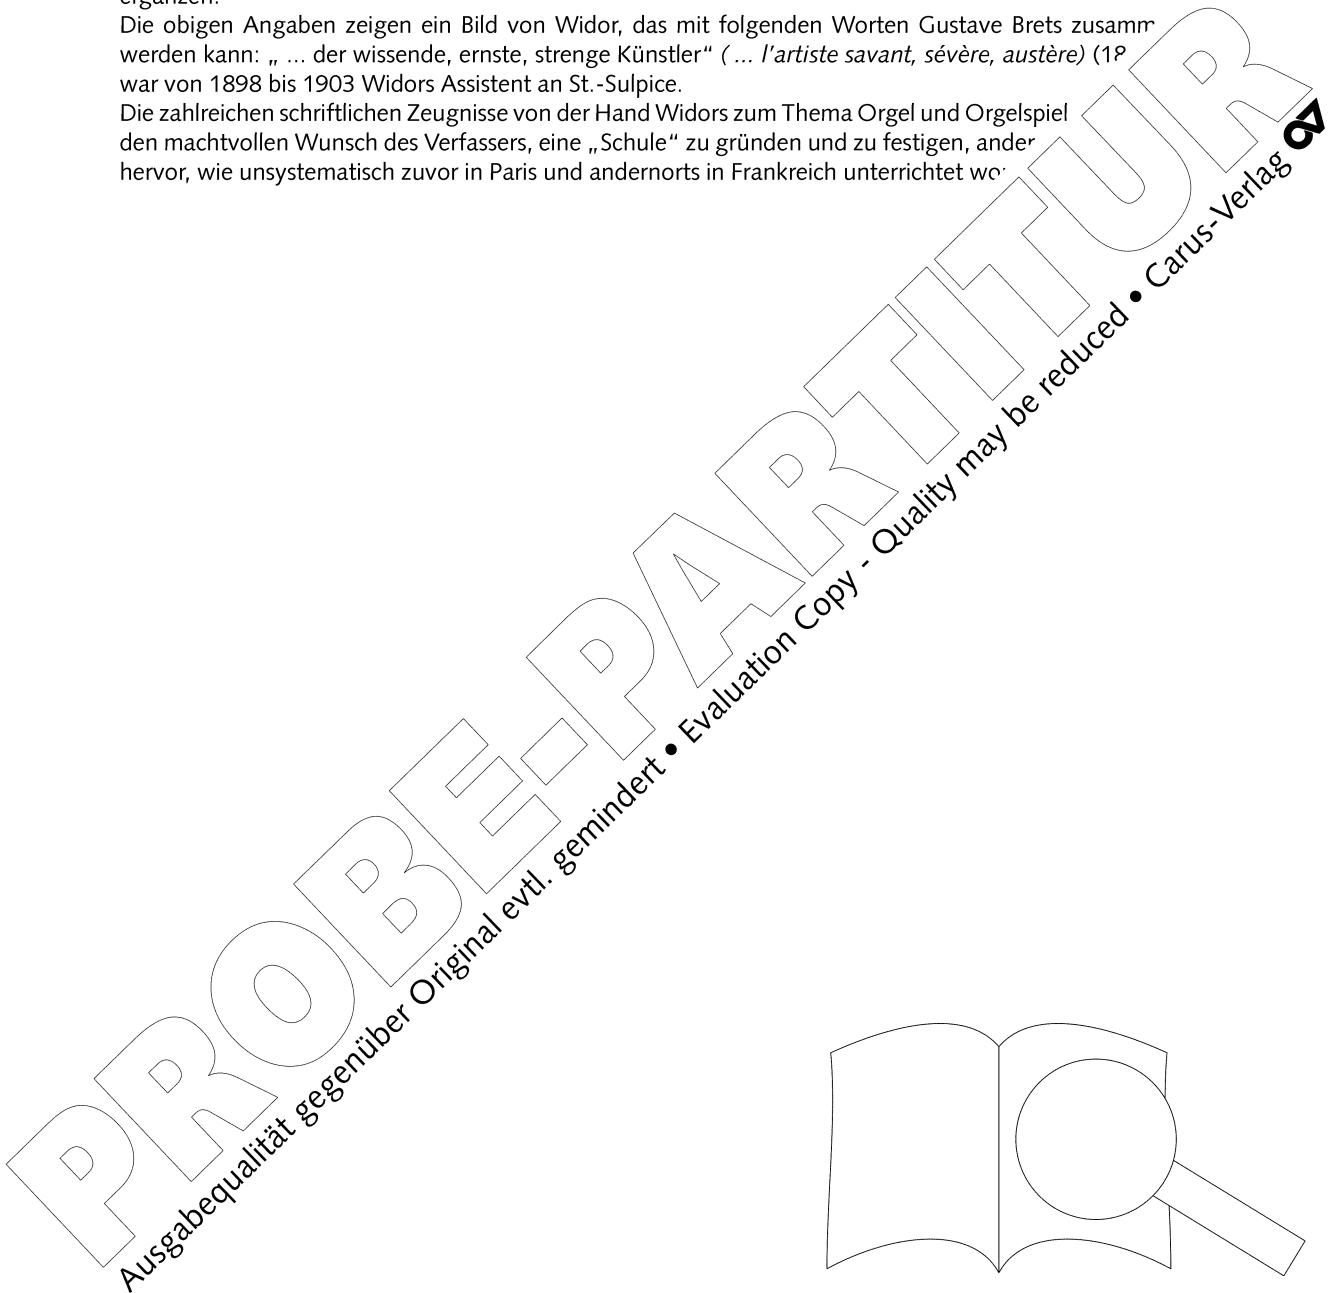 ergänzen.
Die obigen Angaben zeigen ein Bild von Widor, das mit folgenden Worten Gustave Brets
werden kann: „ ... der wissende, ernste, strenge Künstler“ ( ... l’artiste savant, sévère, austère)
war von 1898 bis 1903 Widors Assistent an St.-Sulpice.
Die zahlreichen schriftlichen Zeugnisse von der Hand Widors zum Thema Orgel und Orgelspiel
den machtvollen Wunsch des Verfassers, eine „Schule“ zu gründen und zu festigen,
hervor, wie unsystematisch zuvor in Paris und andernorts in Frankreich unterrichtet
PROBE-PARTITUR
Ausgabequalität gegenüber Original evtl. gemindert • Evaluation Copy - Quality may be reduced • Carus-Verlag